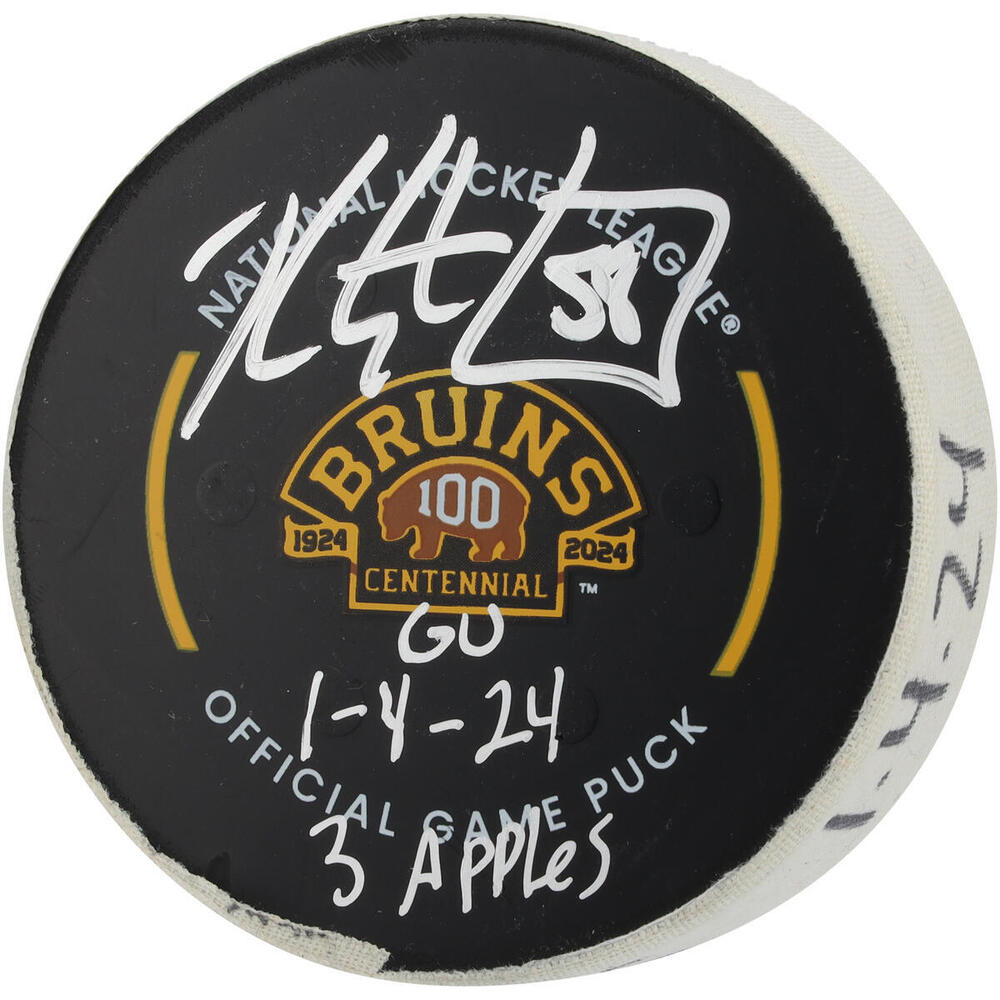 NATIONAL HOCKEY LEAGUE®
58
BRUINS
100
1924 2024
CENTENNIAL ™
GU
1-4-24
OFFICIAL GAME PUCK
3 APPLES
1.4.24